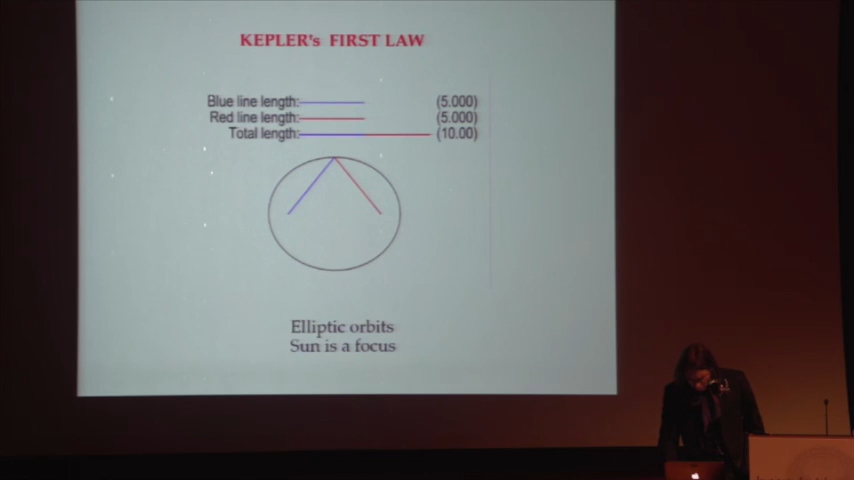 KEPLER's FIRST LAW
Blue line length: (5.000)
Red line length: (5.000)
Total length: (10.00)
Elliptic orbits
Sun is a focus